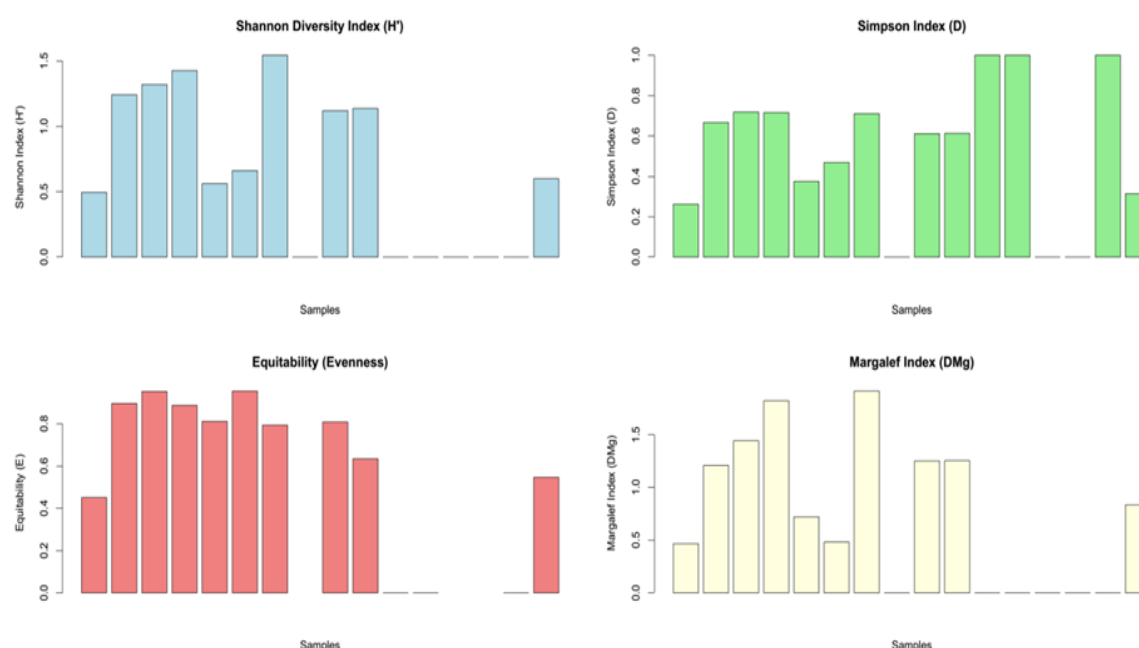 Shannon Diversity Index (H')
Shannon Index (H')
0.0 0.5 1.0 1.5
Samples
Simpson Index (D)
Simpson Index (D)
0.0 0.2 0.4 0.6 0.8 1.0
Samples
Equitability (Evenness)
Equitability (E)
0.0 0.2 0.4 0.6 0.8
Samples
Margalef Index (DMg)
Margalef Index (DMg)
0.0 0.5 1.0 1.5
Samples